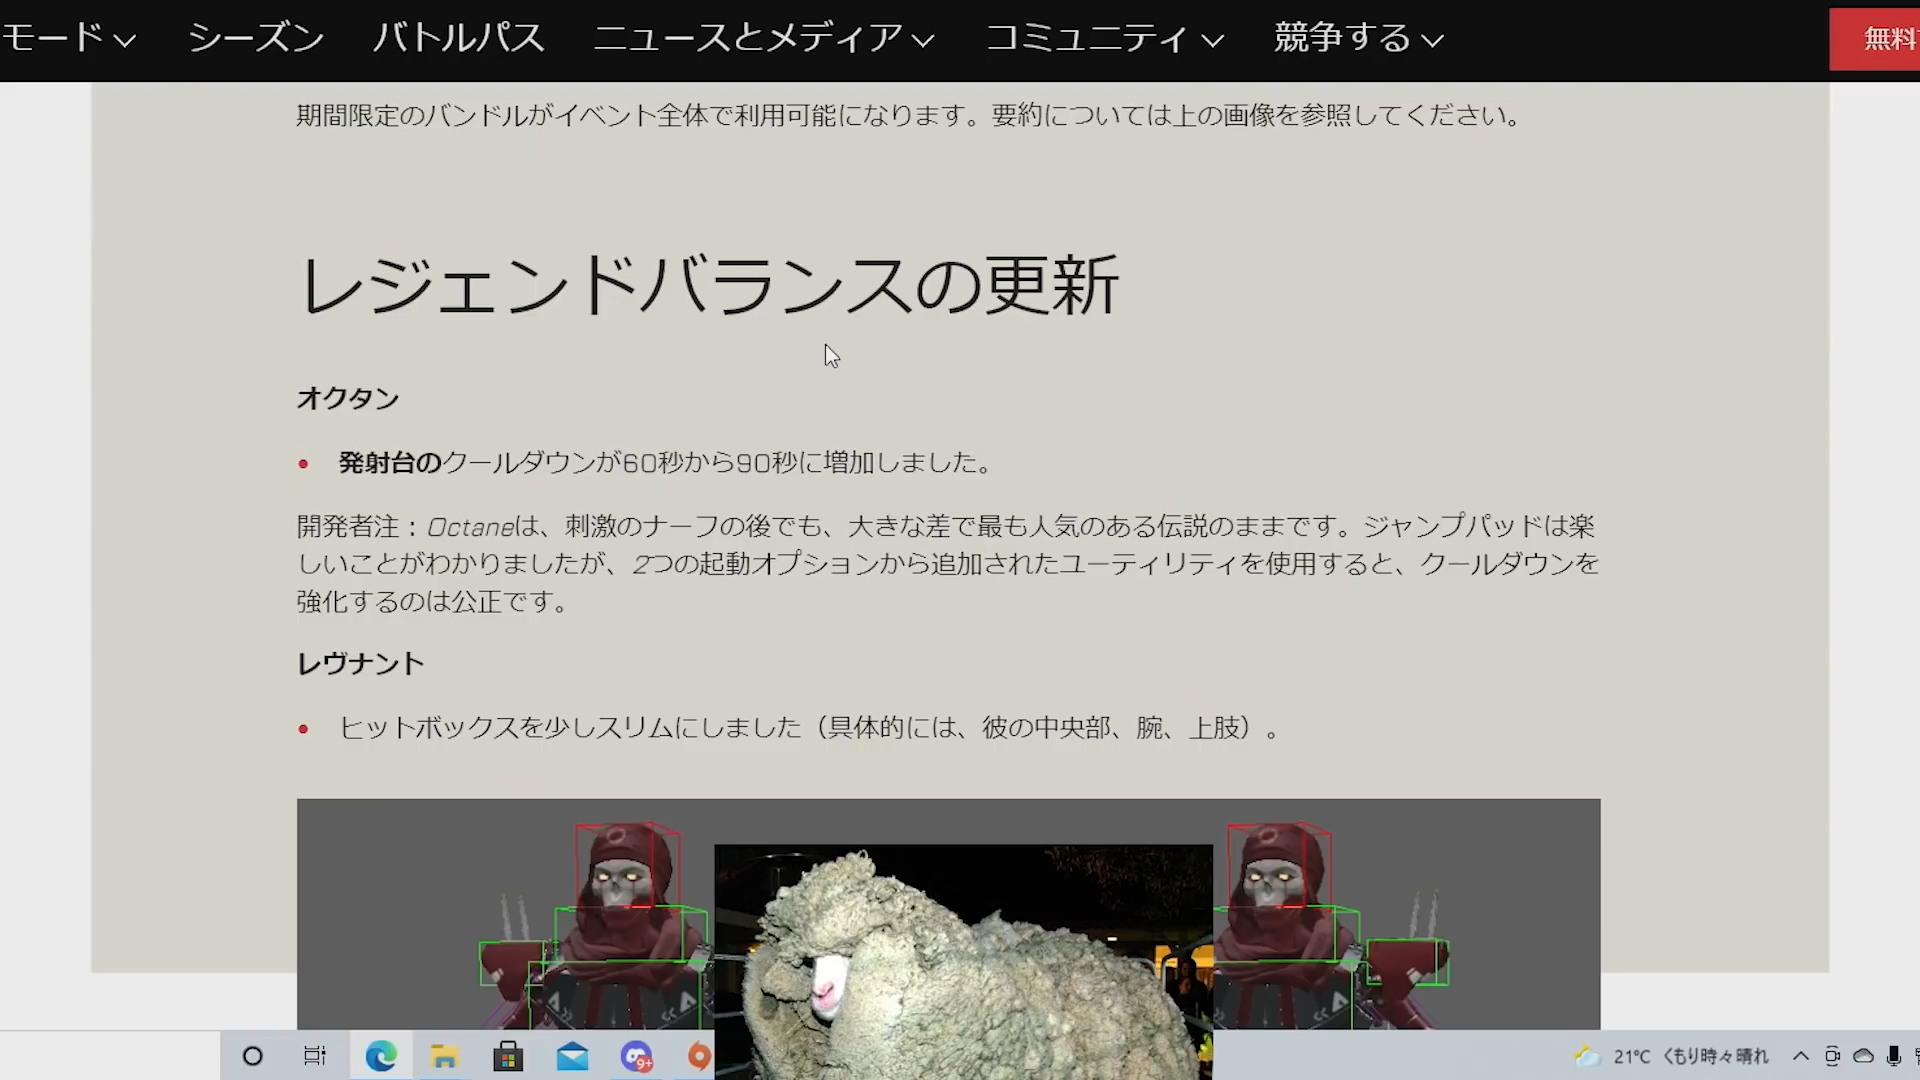 モード シーズン バトルパス ニュースとメディア コミュニティ 競争する 無料
期間限定のバンドルがイベント全体で利用可能になります。要約については上の画像を参照してください。
レジェンドバランスの更新
オクタン
• 発射台のクールダウンが60秒から90秒に増加しました。
開発者注：Octaneは、刺激のナーフの後でも、大きな差で最も人気のある伝説のままです。ジャンプパッドは楽
しいことがわかりましたが、2つの起動オプションから追加されたユーティリティを使用すると、クールダウンを
強化するのは公正です。
レヴナント
• ヒットボックスを少しスリムにしました（具体的には、彼の中央部、腕、上肢）。
9+
21°C くもり時々晴れ